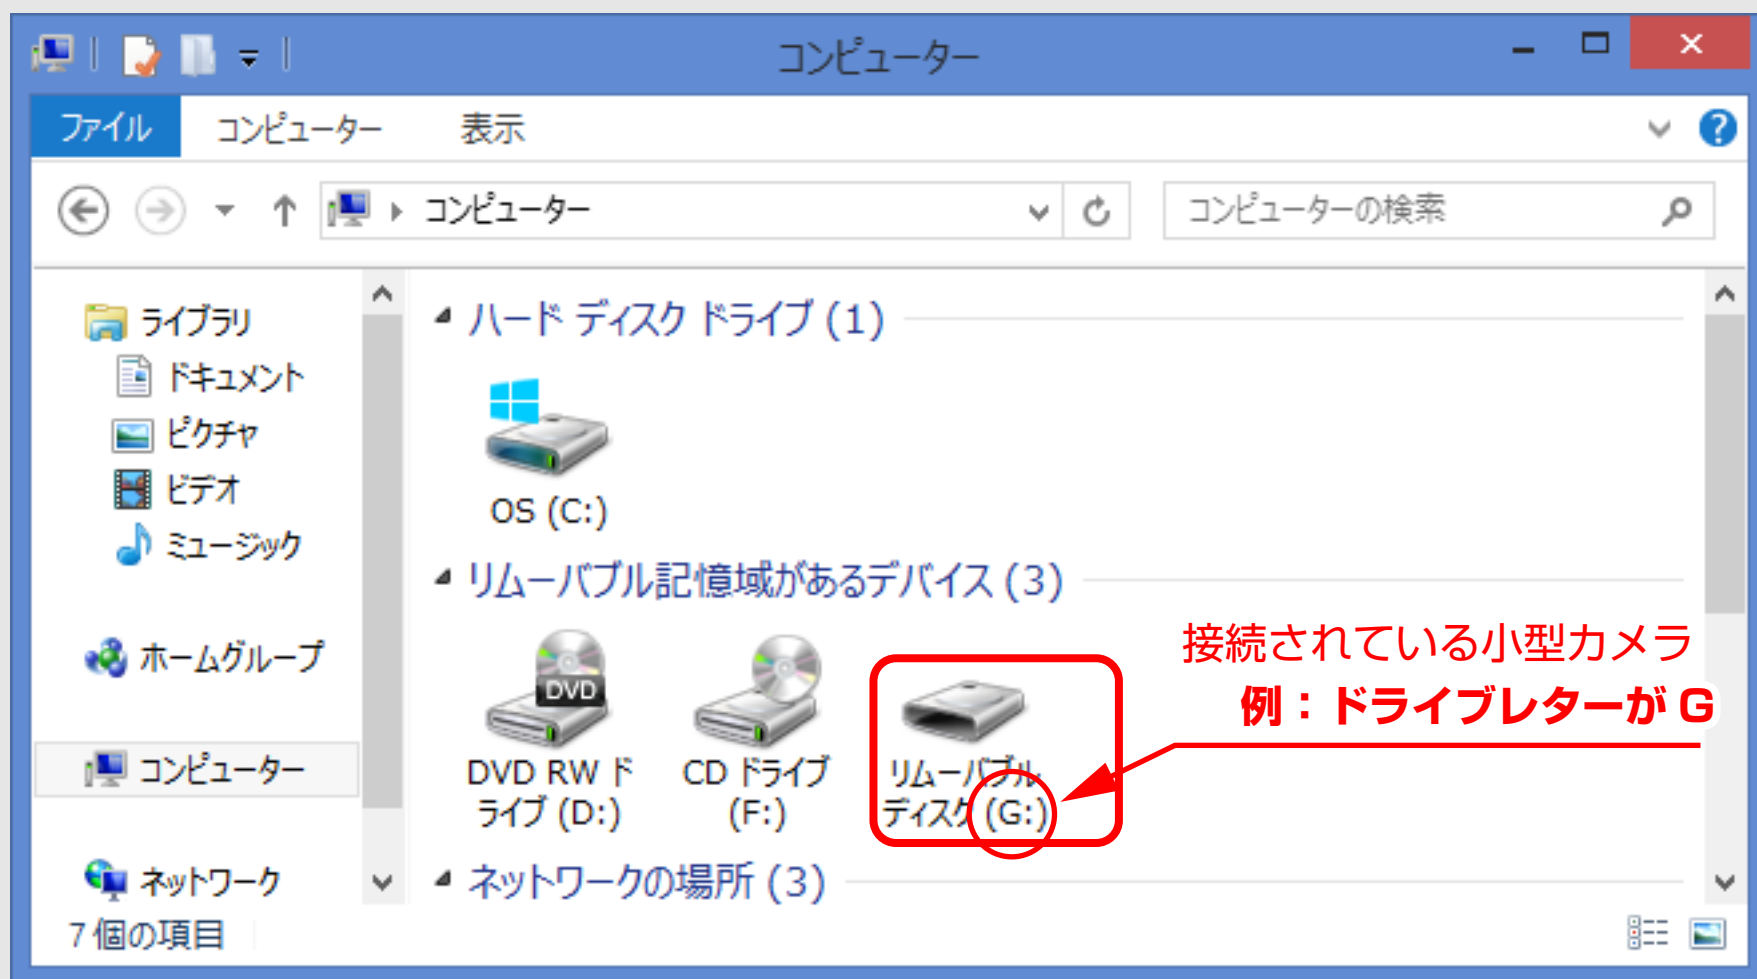 コンピューター
ファイル コンピューター 表示
コンピューター コンピューターの検索
ライブラリ
ドキュメント
ピクチャ
ビデオ
ミュージック
ホームグループ
コンピューター
ネットワーク
ハード ディスク ドライブ (1)
OS (C:)
リムーバブル記憶域があるデバイス (3)
DVD
DVD RW ド
ライブ (D:)
CD ドライブ
(F:)
リムーバブル
ディスク (G:)
接続されている小型カメラ
例：ドライブレターが G
ネットワークの場所 (3)
7 個の項目